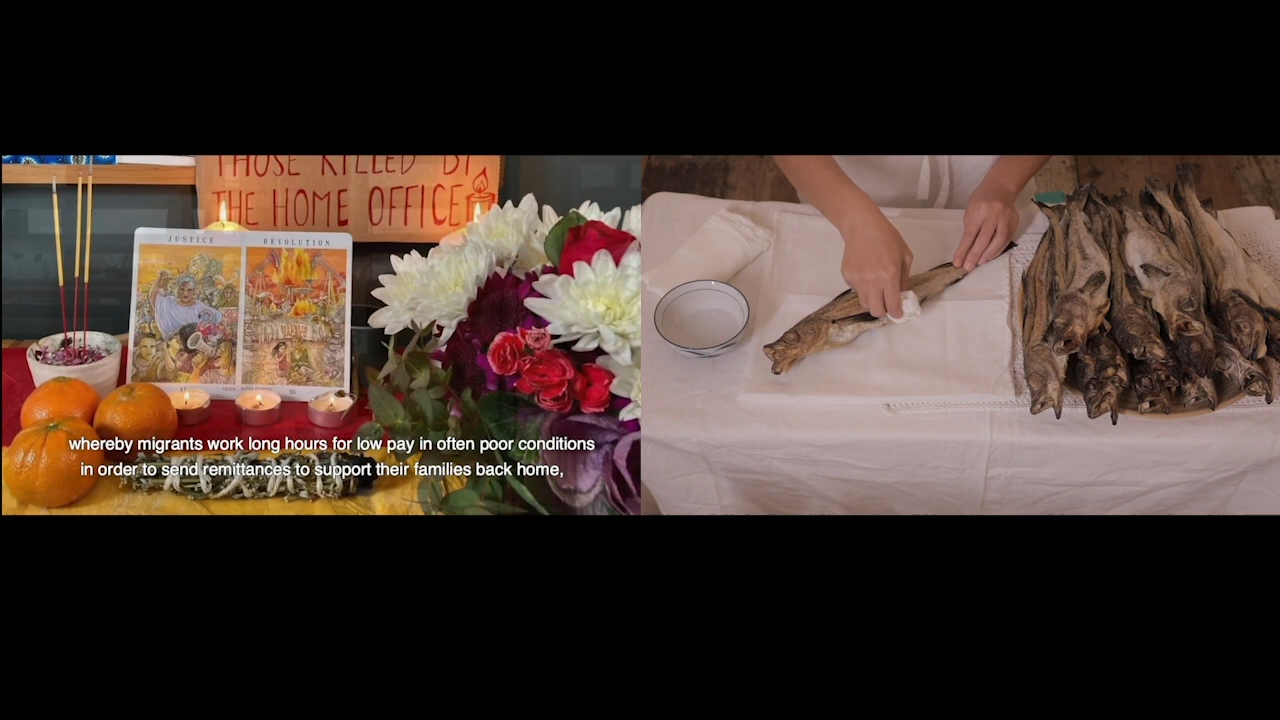 THOSE KILLED BY
THE HOME OFFICE
JUSTICE
REVOLUTION
whereby migrants work long hours for low pay in often poor conditions
in order to send remittances to support their families back home,